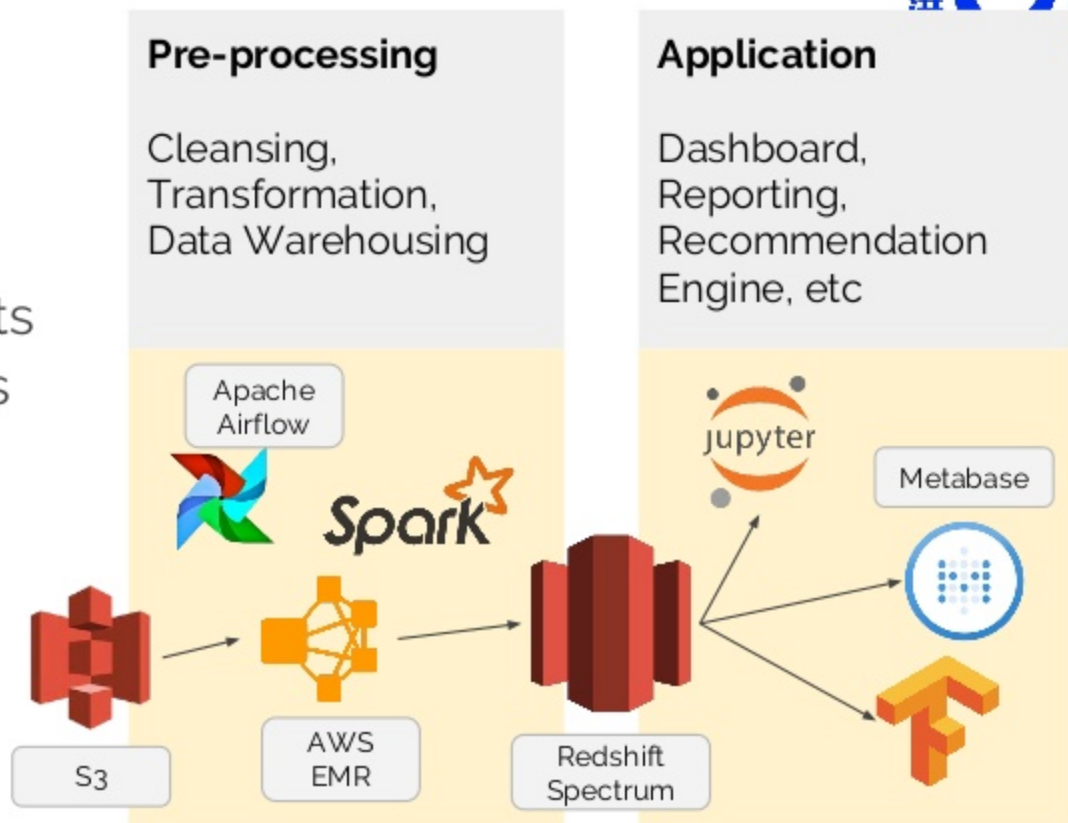 Pre-processing
Cleansing,
Transformation,
Data Warehousing
Application
Dashboard,
Reporting,
Recommendation
Engine, etc
ts
s
Apache
Airflow
Spark
jupyter
Metabase
S3
AWS
EMR
Redshift
Spectrum